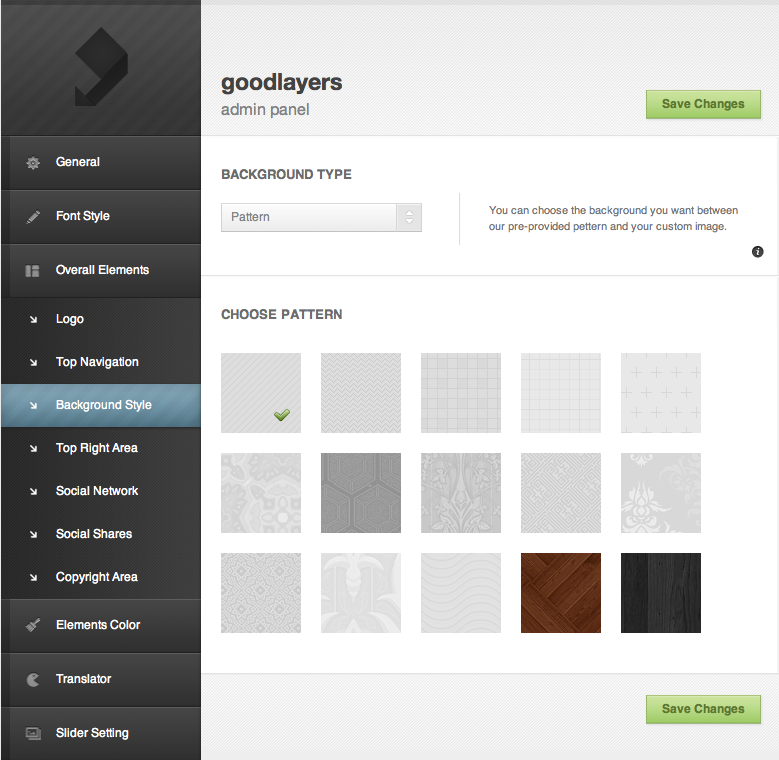 goodlayers
admin panel
Save Changes
General
Font Style
Overall Elements
Logo
Top Navigation
Background Style
Top Right Area
Social Network
Social Shares
Copyright Area
Elements Color
Translator
Slider Setting
BACKGROUND TYPE
Pattern
You can choose the background you want between
our pre-provided pettern and your custom image.
CHOOSE PATTERN
Save Changes